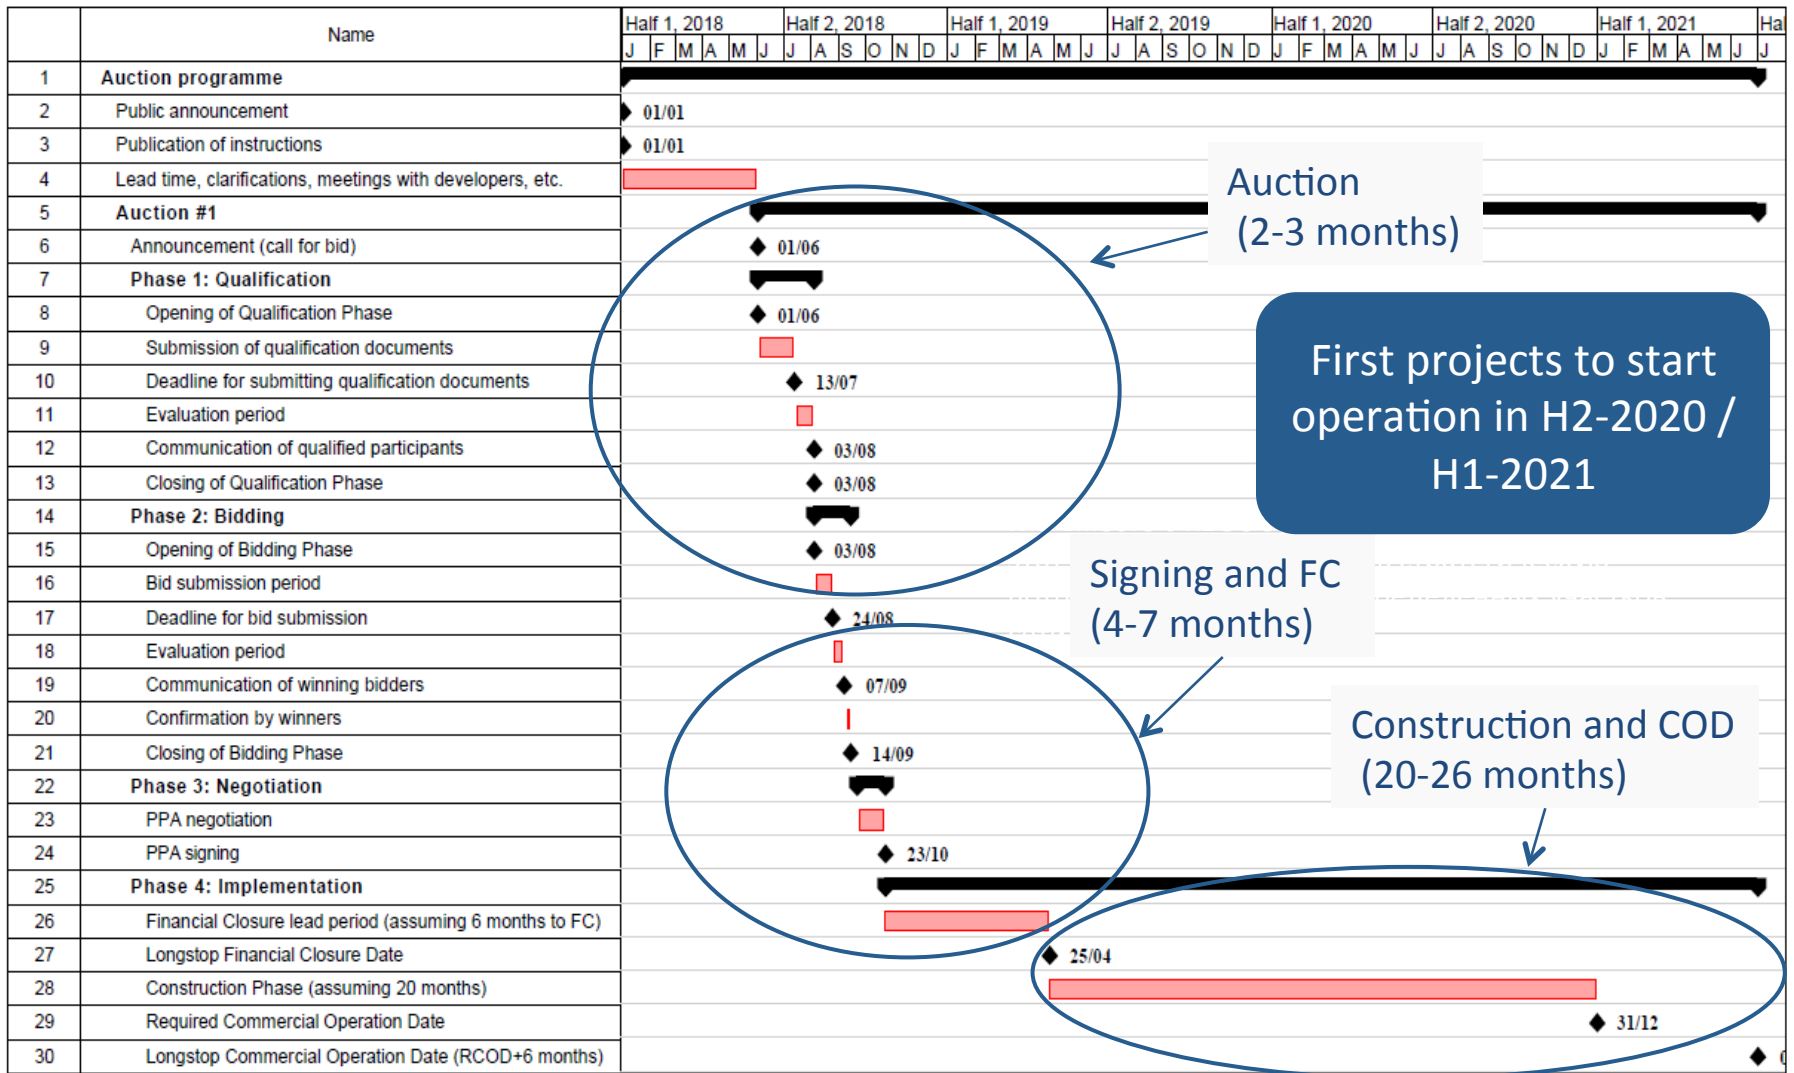 Name
Half 1, 2018 Half 2, 2018 Half 1, 2019 Half 2, 2019 Half 1, 2020 Half 2, 2020 Half 1, 2021
J F M A M J J A S O N D J F M A M J J A S O N D J F M A M J J A S O N D J F M A M J J
1 Auction programme
2 Public announcement 01/01
3 Publication of instructions 01/01
4 Lead time, clarifications, meetings with developers, etc.
5 Auction #1
6 Announcement (call for bid) 01/06
7 Phase 1: Qualification
8 Opening of Qualification Phase 01/06
9 Submission of qualification documents
10 Deadline for submitting qualification documents 13/07
11 Evaluation period
12 Communication of qualified participants 03/08
13 Closing of Qualification Phase 03/08
14 Phase 2: Bidding
15 Opening of Bidding Phase 03/08
16 Bid submission period
17 Deadline for bid submission 24/08
18 Evaluation period
19 Communication of winning bidders 07/09
20 Confirmation by winners
21 Closing of Bidding Phase 14/09
22 Phase 3: Negotiation
23 PPA negotiation
24 PPA signing 23/10
25 Phase 4: Implementation
26 Financial Closure lead period (assuming 6 months to FC)
27 Longstop Financial Closure Date 25/04
28 Construction Phase (assuming 20 months)
29 Required Commercial Operation Date 31/12
30 Longstop Commercial Operation Date (RCOD+6 months)
Auction
(2-3 months)
First projects to start
operation in H2-2020 /
H1-2021
Signing and FC
(4-7 months)
Construction and COD
(20-26 months)